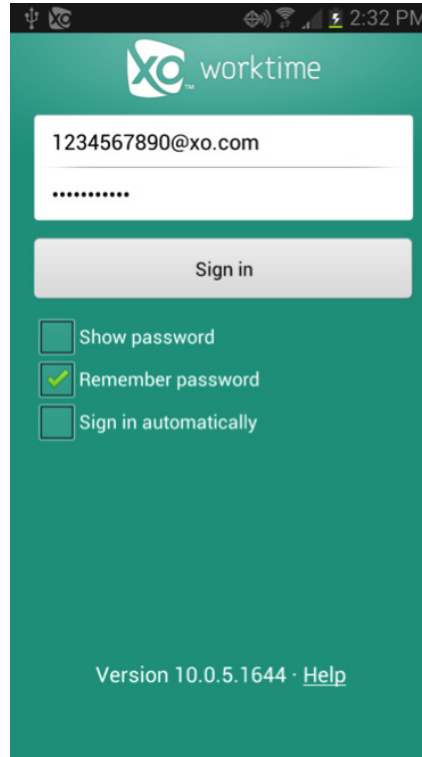 2:32 PM
XO™ worktime
1234567890@xo.com
•••••••••••
Sign in
Show password
Remember password
Sign in automatically
Version 10.0.5.1644 · Help